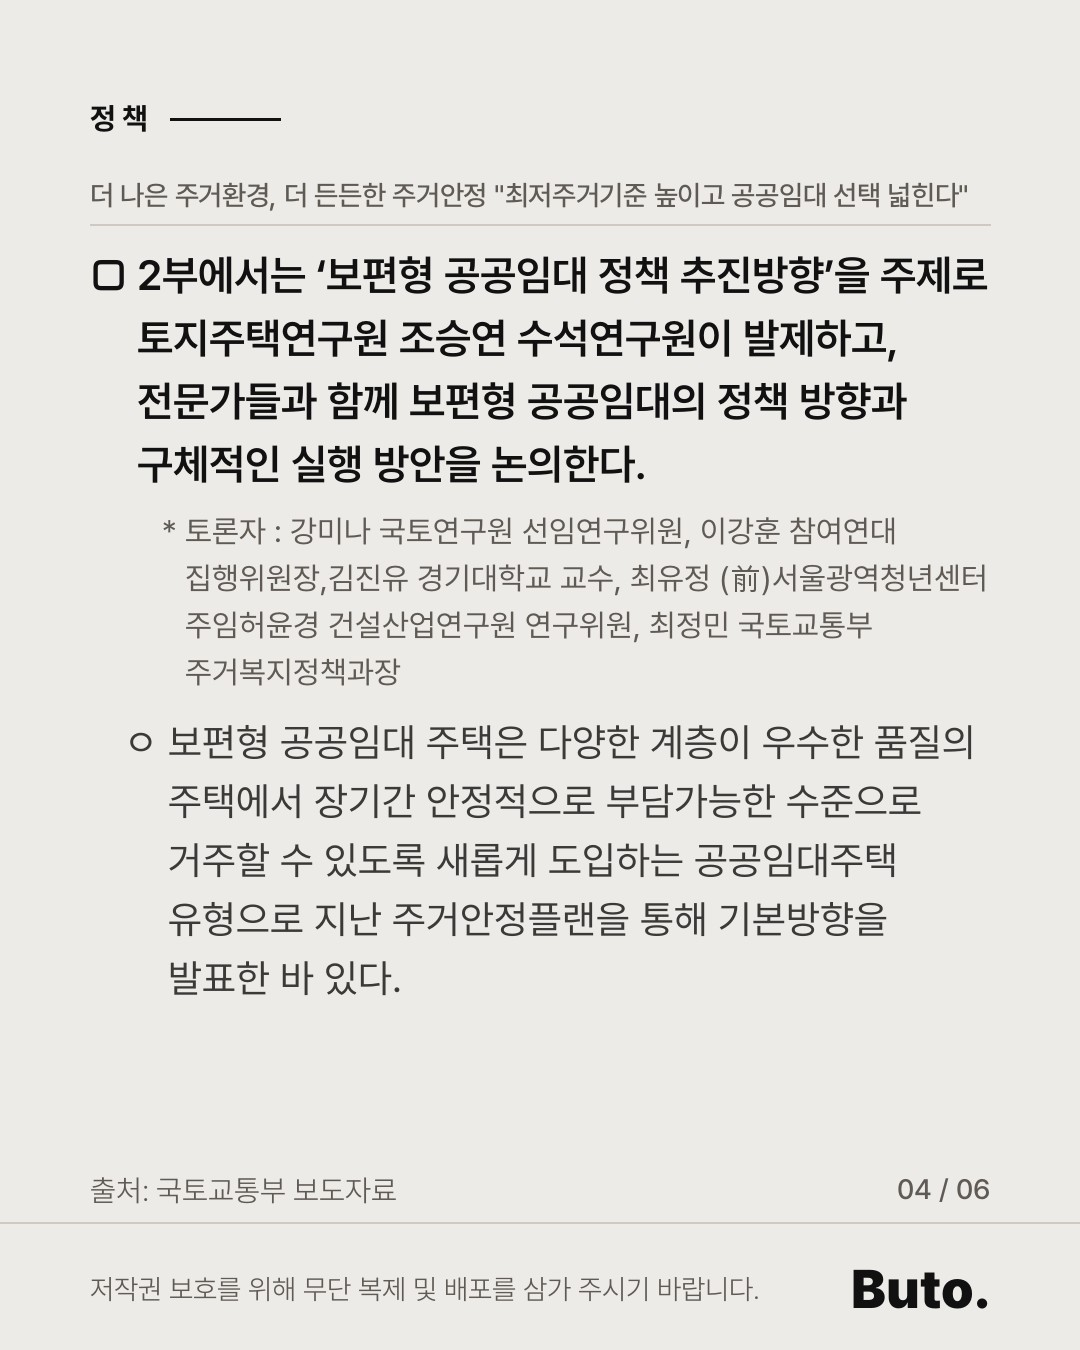 정책
더 나은 주거환경, 더 든든한 주거안정 "최저주거기준 높이고 공공임대 선택 넓힌다"
□ 2부에서는 ‘보편형 공공임대 정책 추진방향’을 주제로
토지주택연구원 조승연 수석연구원이 발제하고,
전문가들과 함께 보편형 공공임대의 정책 방향과
구체적인 실행 방안을 논의한다.
* 토론자 : 강미나 국토연구원 선임연구위원, 이강훈 참여연대
집행위원장,김진유 경기대학교 교수, 최유정 (前)서울광역청년센터
주임허윤경 건설산업연구원 연구위원, 최정민 국토교통부
주거복지정책과장
ㅇ 보편형 공공임대 주택은 다양한 계층이 우수한 품질의
주택에서 장기간 안정적으로 부담가능한 수준으로
거주할 수 있도록 새롭게 도입하는 공공임대주택
유형으로 지난 주거안정플랜을 통해 기본방향을
발표한 바 있다.
출처: 국토교통부 보도자료
04 / 06
저작권 보호를 위해 무단 복제 및 배포를 삼가 주시기 바랍니다.
Buto.